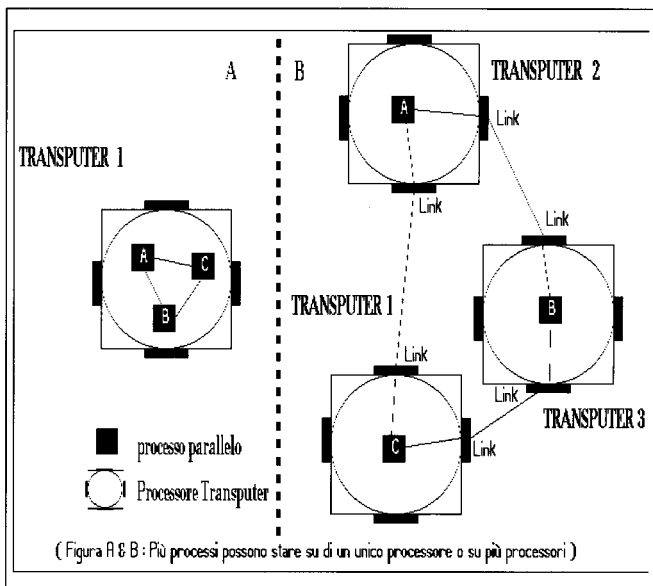 A
B
TRANSPUTER 1
A
C
B
processo parallelo
Processore Transputer
TRANSPUTER 2
A
Link
Link
Link
B
TRANSPUTER 1
Link
Link
TRANSPUTER 3
C
Link
( Figura A & B : Più processi possono stare su di un unico processore o su più processori )